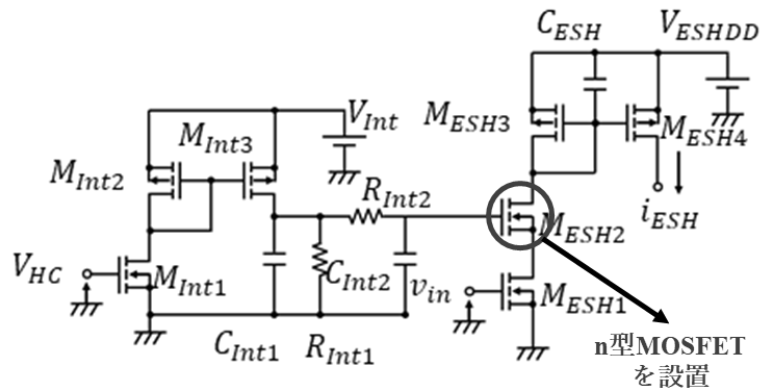 C_ESH
V_ESHDD
V_Int
M_ESH3
M_ESH4
M_Int3
M_Int2
R_Int2
i_ESH
M_ESH2
V_HC
M_Int1
C_Int2
v_in
M_ESH1
C_Int1
R_Int1
n型MOSFET
を設置